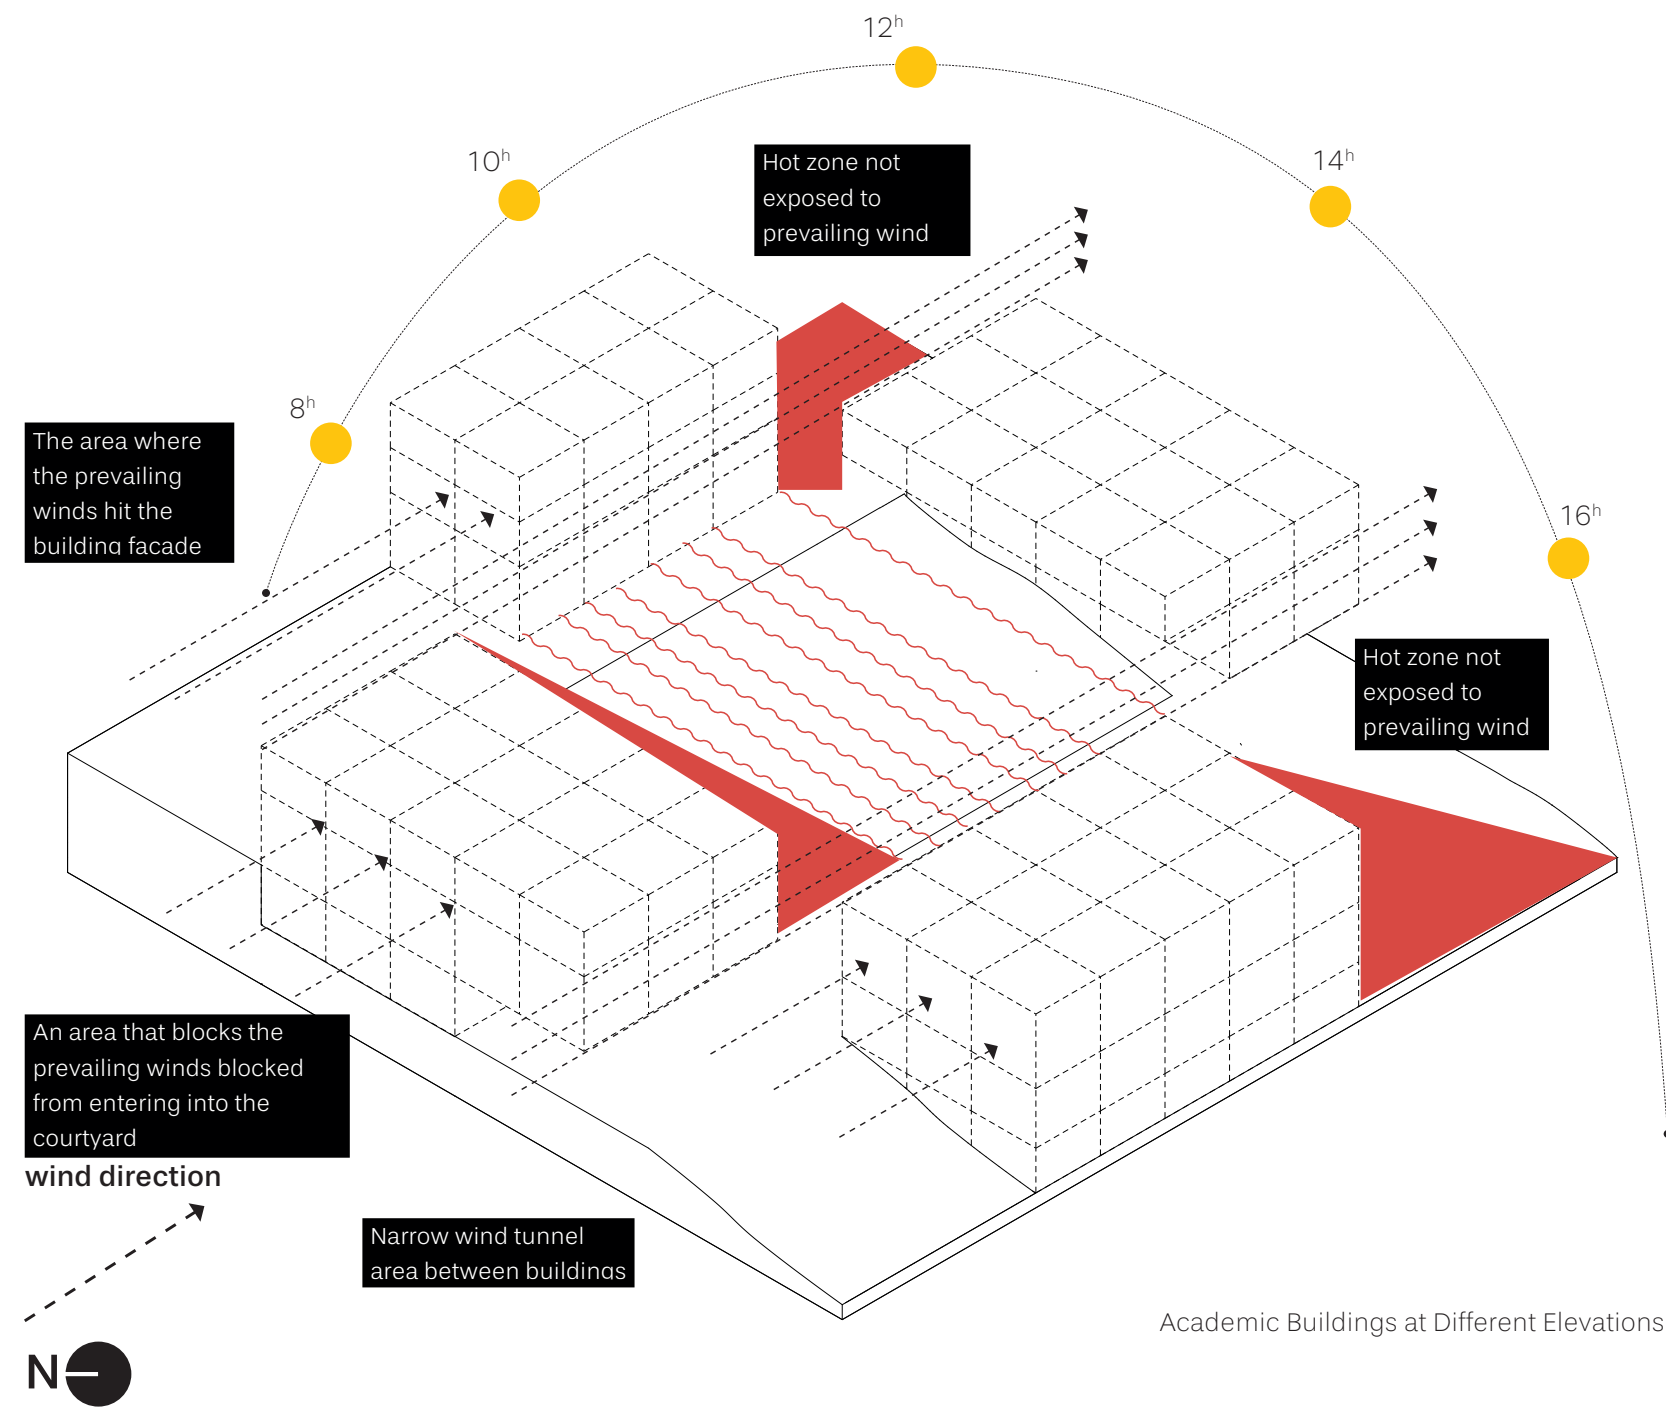 12h
10h
14h
Hot zone not
exposed to
prevailing wind
8h
The area where
the prevailing
winds hit the
building facade
16h
Hot zone not
exposed to
prevailing wind
An area that blocks the
prevailing winds blocked
from entering into the
courtyard
wind direction
Narrow wind tunnel
area between buildings
Academic Buildings at Different Elevations
N